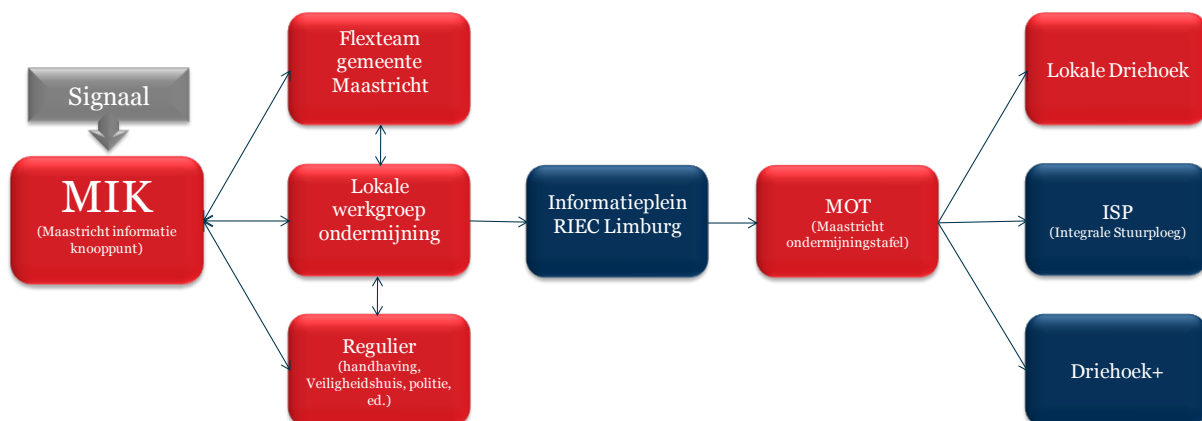 Signaal
MIK
(Maastricht informatie
knooppunt)
Flexteam
gemeente
Maastricht
Lokale
werkgroep
ondermijning
Regulier
(handhaving,
Veiligheidshuis, politie,
ed.)
Informatieplein
RIEC Limburg
MOT
(Maastricht
ondermijningstafel)
Lokale Driehoek
ISP
(Integrale Stuurploeg)
Driehoek+